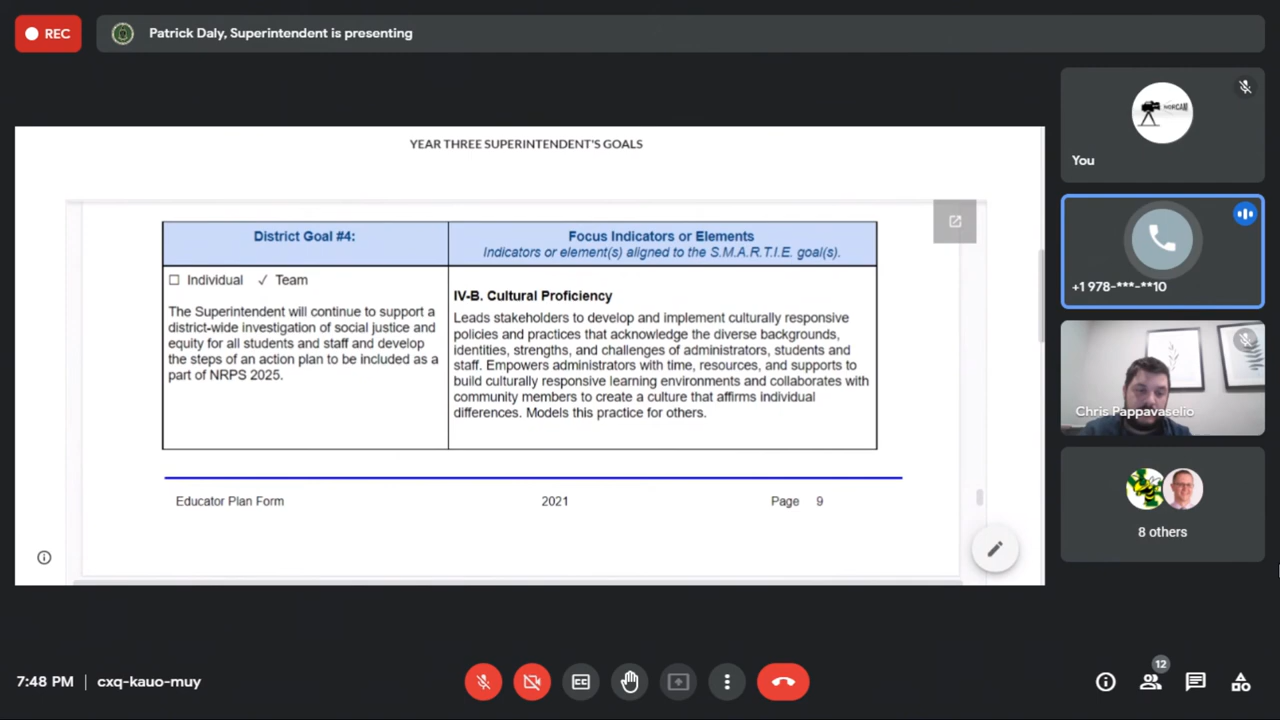 REC
Patrick Daly, Superintendent is presenting
YEAR THREE SUPERINTENDENT'S GOALS
District Goal #4:
Focus Indicators or Elements
Indicators or element(s) aligned to the S.M.A.R.T.I.E. goal(s).
☐ Individual ✓ Team
The Superintendent will continue to support a
district-wide investigation of social justice and
equity for all students and staff and develop
the steps of an action plan to be included as a
part of NRPS 2025.
IV-B. Cultural Proficiency
Leads stakeholders to develop and implement culturally responsive
policies and practices that acknowledge the diverse backgrounds,
identities, strengths, and challenges of administrators, students and
staff. Empowers administrators with time, resources, and supports to
build culturally responsive learning environments and collaborates with
community members to create a culture that affirms individual
differences. Models this practice for others.
Educator Plan Form 2021 Page 9
WORCAM
You
+1 978-***-**10
Chris Pappavaselio
8 others
7:48 PM | cxq-kauo-muy
CC
12